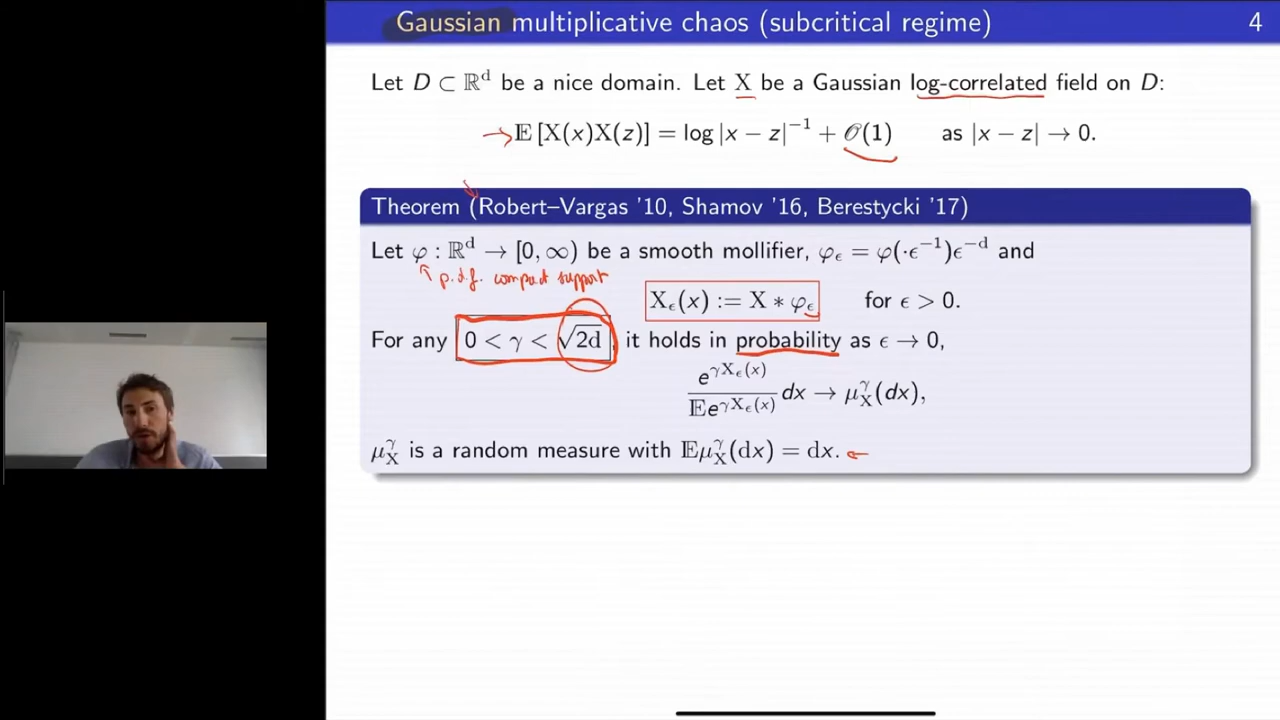 Gaussian multiplicative chaos (subcritical regime) 4
Let D ⊂ ℝᵈ be a nice domain. Let X be a Gaussian log-correlated field on D:
𝔼 [X(x)X(z)] = log |x − z|⁻¹ + 𝒪(1) as |x − z| → 0.
Theorem (Robert–Vargas '10, Shamov '16, Berestycki '17)
Let φ : ℝᵈ → [0, ∞) be a smooth mollifier, φ_ϵ = φ(·ϵ⁻¹)ϵ⁻ᵈ and
p.d.f. compact support
X_ϵ(x) := X ∗ φ_ϵ for ϵ > 0.
For any 0 < γ < √2d it holds in probability as ϵ → 0,
e^{γX_ϵ(x)} / 𝔼e^{γX_ϵ(x)} dx → μ_X^γ(dx),
μ_X^γ is a random measure with 𝔼μ_X^γ(dx) = dx.